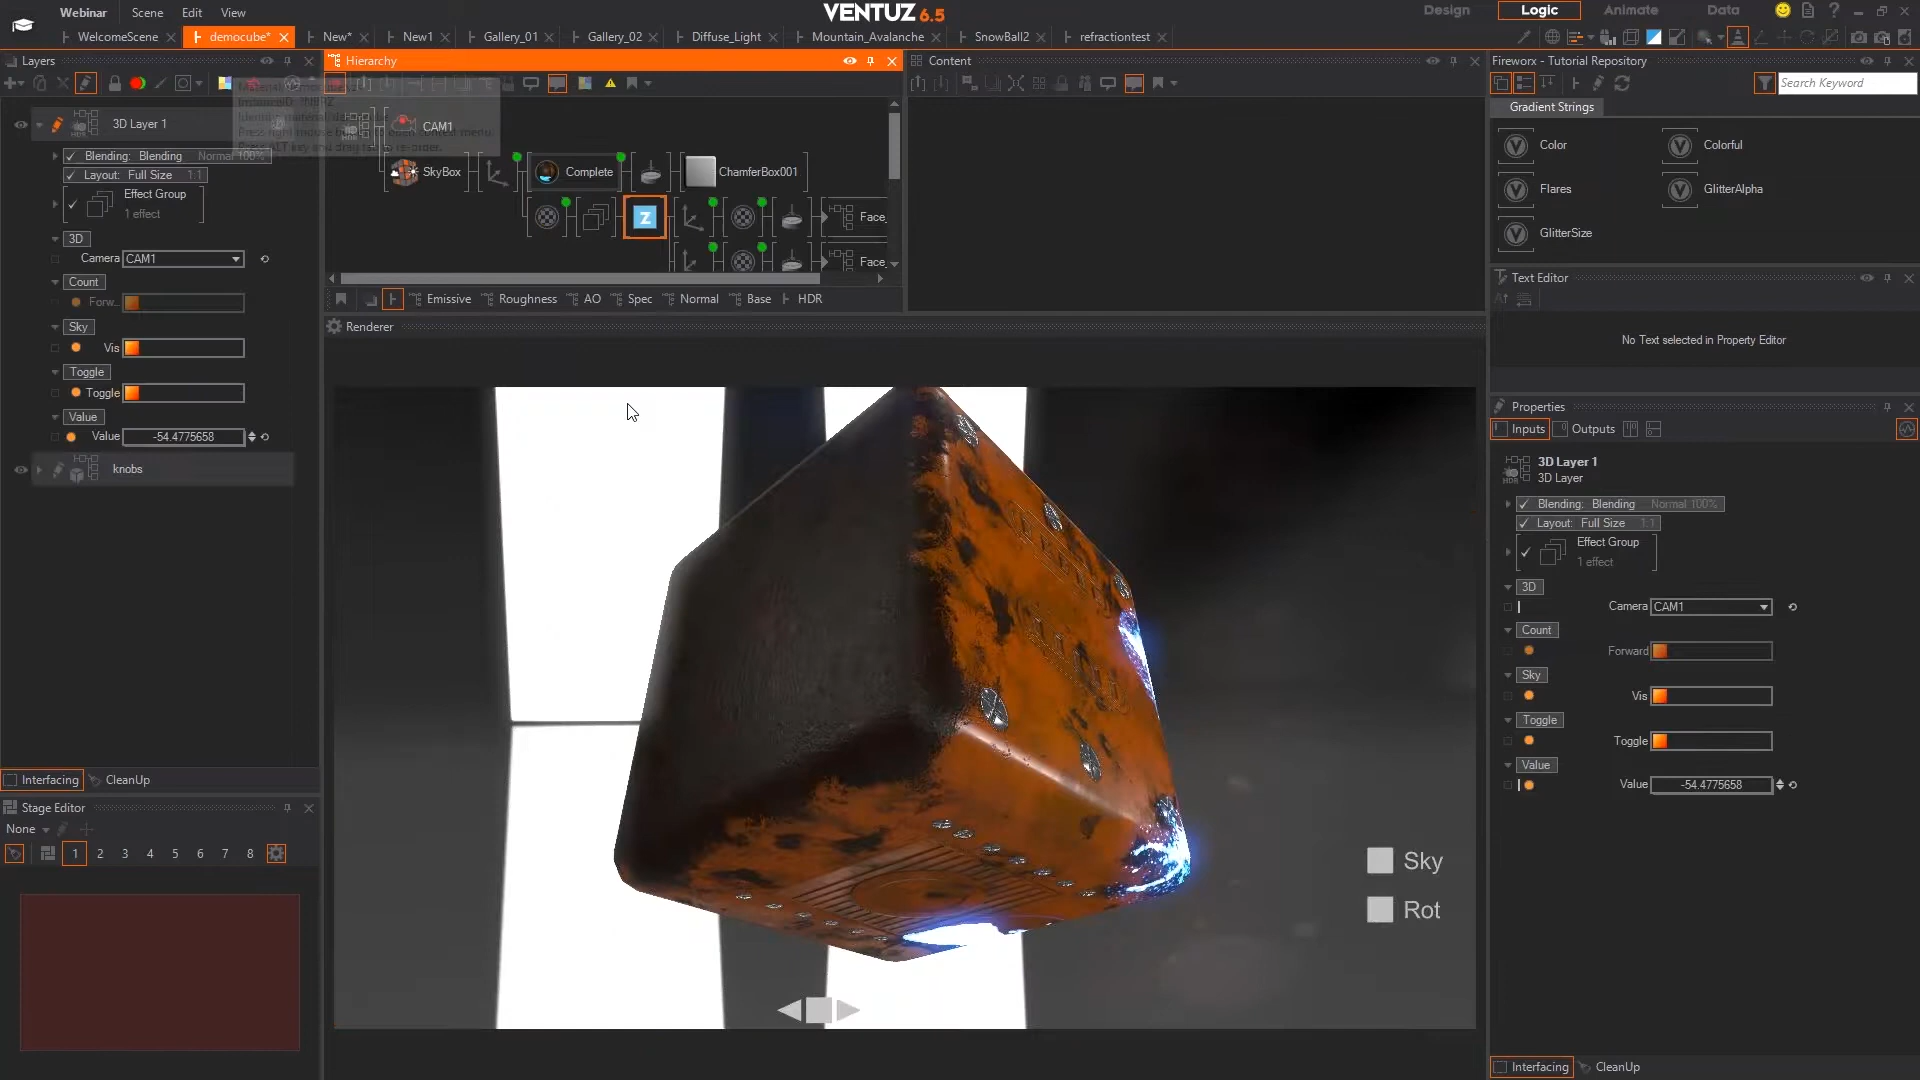 Webinar Scene Edit View
VENTUZ 6.5
Design Logic Animate Data
WelcomeScene democube* New* New1 Gallery_01 Gallery_02 Diffuse_Light Mountain_Avalanche SnowBall2 refractiontest
Layers
3D Layer 1
Blending: Blending Normal 100%
Layout: Full Size 1:1
Effect Group
1 effect
3D
Camera CAM1
Count
Forw...
Sky
Vis
Toggle
Toggle
Value
Value -54.4775658
knobs
Interfacing CleanUp
Stage Editor
None
1 2 3 4 5 6 7 8
Hierarchy
CAM1
SkyBox Complete ChamferBox001
Z Face_
Face_
Emissive Roughness AO Spec Normal Base HDR
Content
Renderer
Sky
Rot
Fireworx - Tutorial Repository
Search Keyword
Gradient Strings
Color Colorful
Flares GlitterAlpha
GlitterSize
Text Editor
No Text selected in Property Editor
Properties
Inputs Outputs
3D Layer 1
3D Layer
Blending: Blending Normal 100%
Layout: Full Size 1:1
Effect Group
1 effect
3D
Camera CAM1
Count
Forward
Sky
Vis
Toggle
Toggle
Value
Value -54.4775658
Interfacing CleanUp